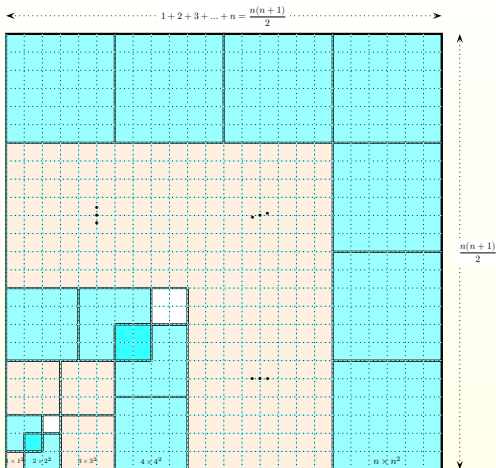 1 + 2 + 3 + ... + n = n(n+1)/2
n(n+1)/2
1 × 1² 2 × 2² 3 × 3² 4 × 4² n × n²